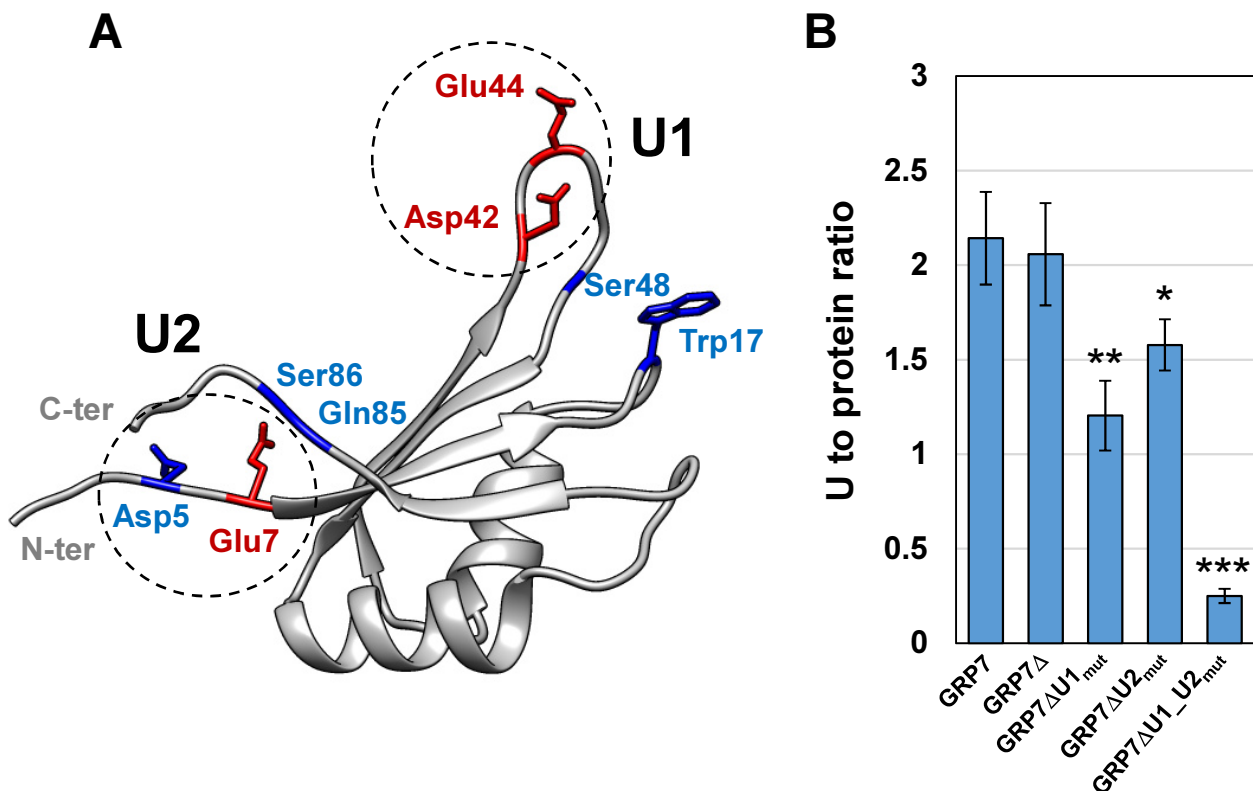 A
Glu44
U1
Asp42
Ser48
Trp17
U2
Ser86
Gln85
C-ter
Asp5
Glu7
N-ter
B
U to protein ratio
3
2.5
2
1.5
1
0.5
0
**
*
***
GRP7
GRP7Δ
GRP7ΔU1mut
GRP7ΔU2mut
GRP7ΔU1_U2mut